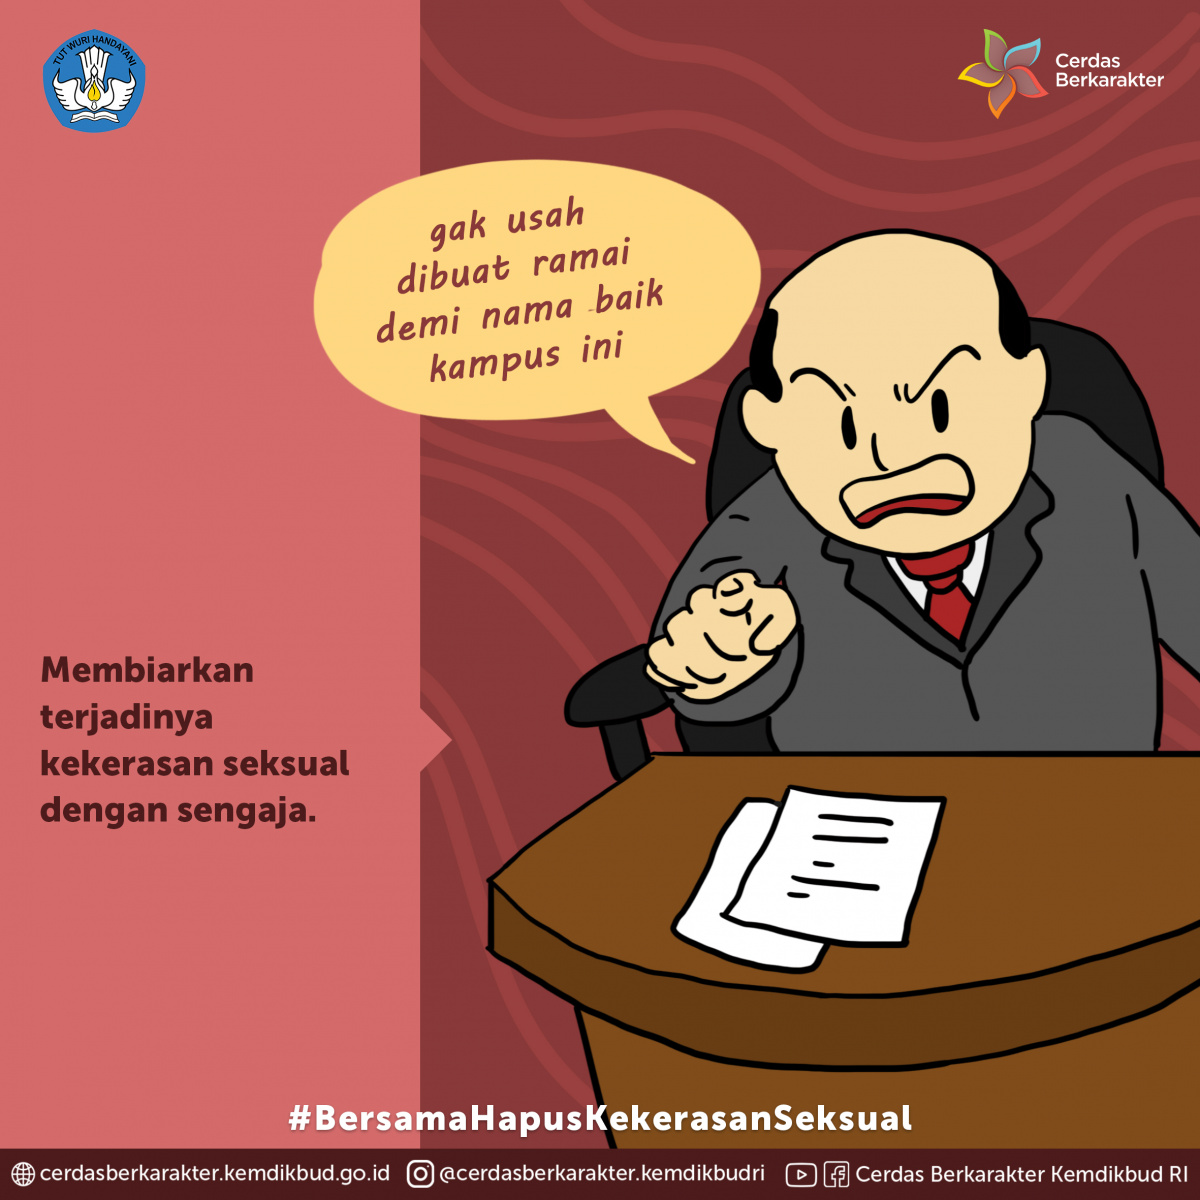 TUT WURI HANDAYANI
Cerdas
Berkarakter
gak usah
dibuat ramai
demi nama baik
kampus ini
Membiarkan
terjadinya
kekerasan seksual
dengan sengaja.
#BersamaHapusKekerasanSeksual
cerdasberkarakter.kemdikbud.go.id @cerdasberkarakter.kemdikbudri Cerdas Berkarakter Kemdikbud RI